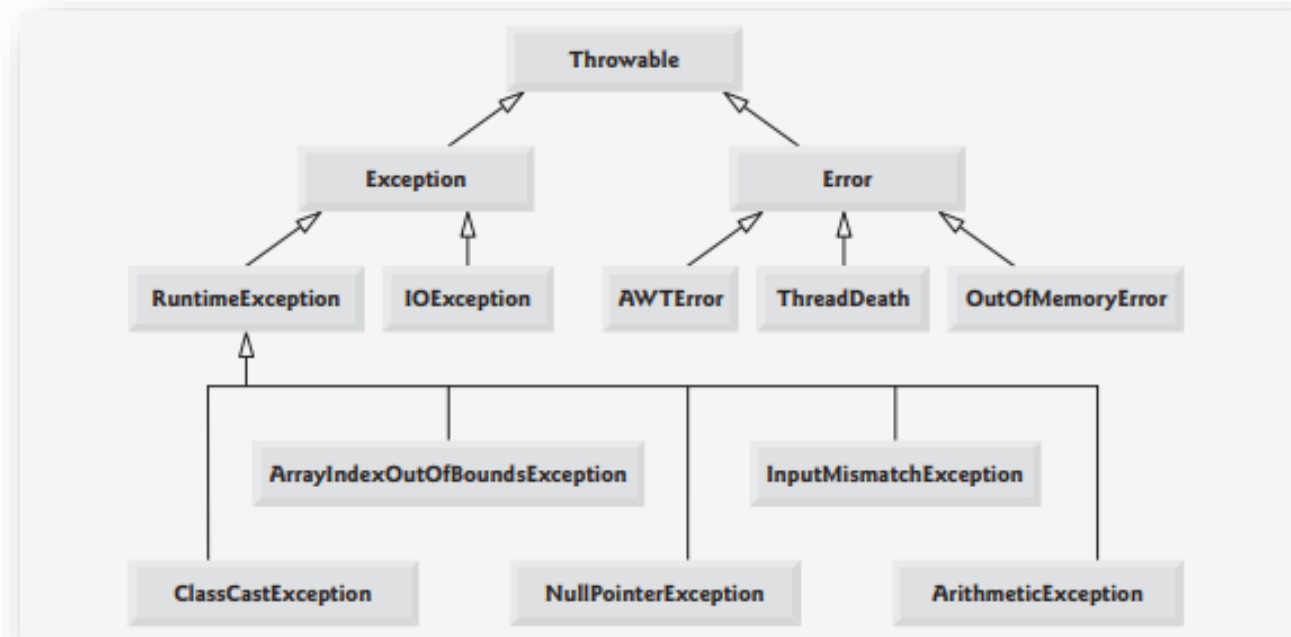 Throwable
Exception
Error
RuntimeException
IOException
AWTError
ThreadDeath
OutOfMemoryError
ArrayIndexOutOfBoundsException
InputMismatchException
ClassCastException
NullPointerException
ArithmeticException